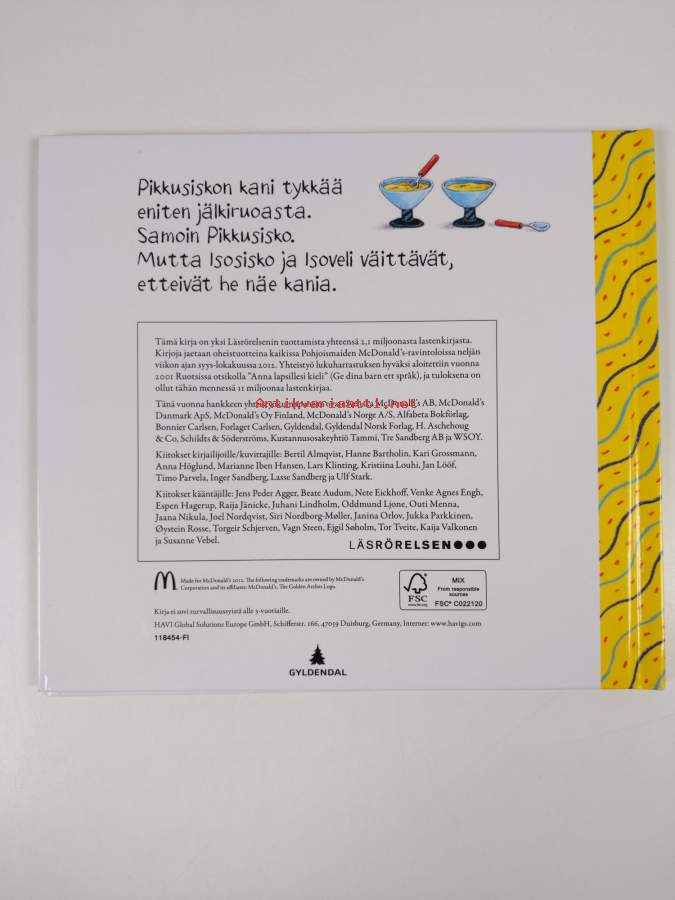 Pikkusiskon kani tykkää
eniten jälkiruoasta.
Samoin Pikkusisko.
Mutta Isosisko ja Isoveli väittävät,
etteivät he näe kania.
Tämä kirja on yksi Läsrörelsenin tuottamista yhteensä 2,1 miljoonasta lastenkirjasta.
Kirjoja jaetaan oheistuotteina kaikissa Pohjoismaiden McDonald's-ravintoloissa neljän
viikon ajan syys-lokakuussa 2012. Yhteistyö lukuharrastuksen hyväksi aloitettiin vuonna
2001 Ruotsissa otsikolla "Anna lapsillesi kieli" (Ge dina barn ett språk), ja tuloksena on
ollut tähän mennessä 11 miljoonaa lastenkirjaa.
Tänä vuonna hankkeen McDonald's AB, McDonald's
Antikvariaatti.net
Danmark ApS, McDonald's Oy Finland, McDonald's Norge A/S, Alfabeta Bokförlag,
Bonnier Carlsen, Forlaget Carlsen, Gyldendal, Gyldendal Norsk Forlag, H. Aschehoug
& Co, Schildts & Söderströms, Kustannusosakeyhtiö Tammi, Tre Sandberg AB ja WSOY.
Kiitokset kirjailijoille/kuvittajille: Bertil Almqvist, Hanne Bartholin, Kari Grossmann,
Anna Höglund, Marianne Iben Hansen, Lars Klinting, Kristiina Louhi, Jan Lööf,
Timo Parvela, Inger Sandberg, Lasse Sandberg ja Ulf Stark.
Kiitokset kääntäjille: Jens Peder Agger, Beate Audum, Nete Eickhoff, Venke Agnes Engh,
Espen Hagerup, Raija Jänicke, Juhani Lindholm, Oddmund Ljone, Outi Menna,
Jaana Nikula, Joel Nordqvist, Siri Nordborg-Møller, Janina Orlov, Jukka Parkkinen,
Øystein Rosse, Torgeir Schjerven, Vagn Steen, Ejgil Søholm, Tor Tveite, Kaija Valkonen
ja Susanne Vebel.
LÄSRÖRELSEN
Made for McDonald's 2012. The following trademarks are owned by McDonald's
Corporation and its affiliates: McDonald's, The Golden Arches Logo.
FSC
www.fsc.org
MIX
From responsible
sources
FSC® C022120
Kirja ei sovi turvallisuussyistä alle 3-vuotiaille.
HAVI Global Solutions Europe GmbH, Schifferstr. 166, 47059 Duisburg, Germany, Internet: www.havigs.com
118454-FI
GYLDENDAL